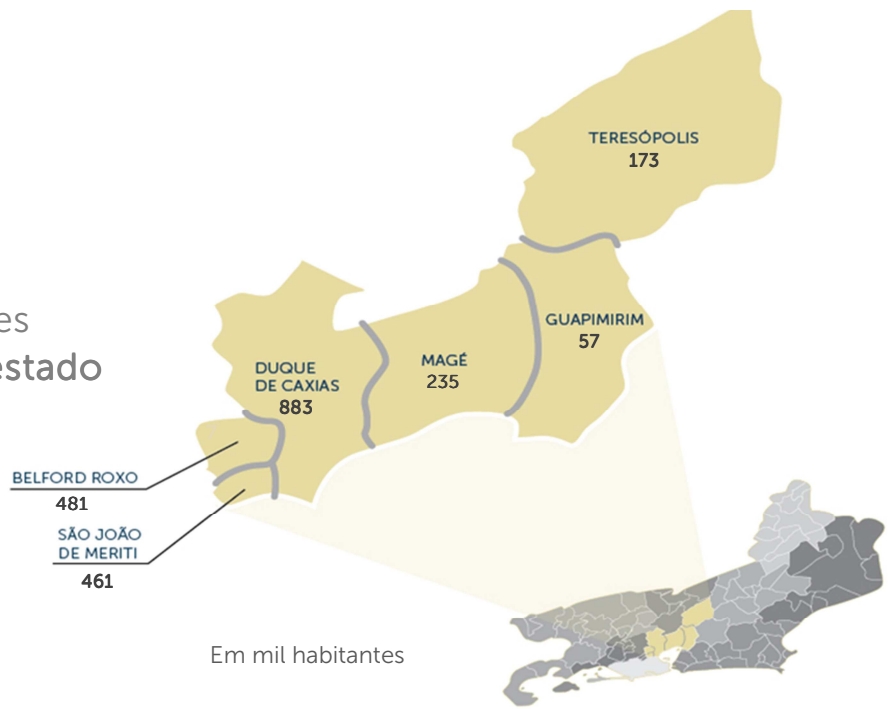 TERESÓPOLIS
173
GUAPIMIRIM
57
MAGÉ
235
DUQUE
DE CAXIAS
883
es
estado
BELFORD ROXO
481
SÃO JOÃO
DE MERITI
461
Em mil habitantes